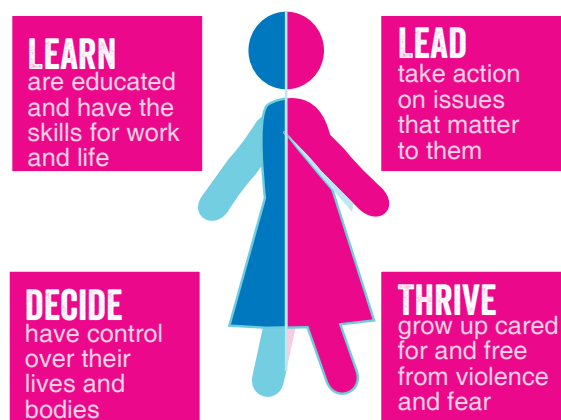 LEARN
are educated
and have the
skills for work
and life
LEAD
take action
on issues
that matter
to them
DECIDE
have control
over their
lives and
bodies
THRIVE
grow up cared
for and free
from violence
and fear